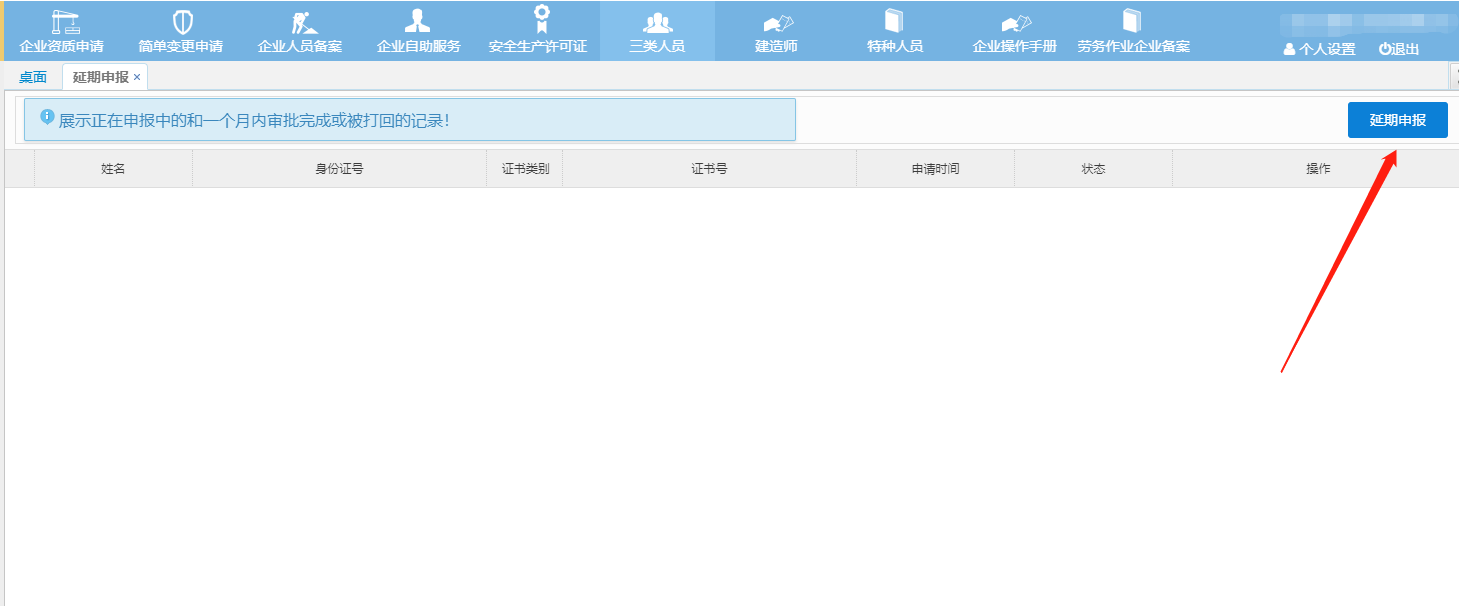 企业资质申请 简单变更申请 企业人员备案 企业自助服务 安全生产许可证 三类人员 建造师 特种人员 企业操作手册 劳务作业企业备案 个人设置 退出
桌面 延期申报 ×
展示正在申报中的和一个月内审批完成或被打回的记录! 延期申报
姓名 身份证号 证书类别 证书号 申请时间 状态 操作